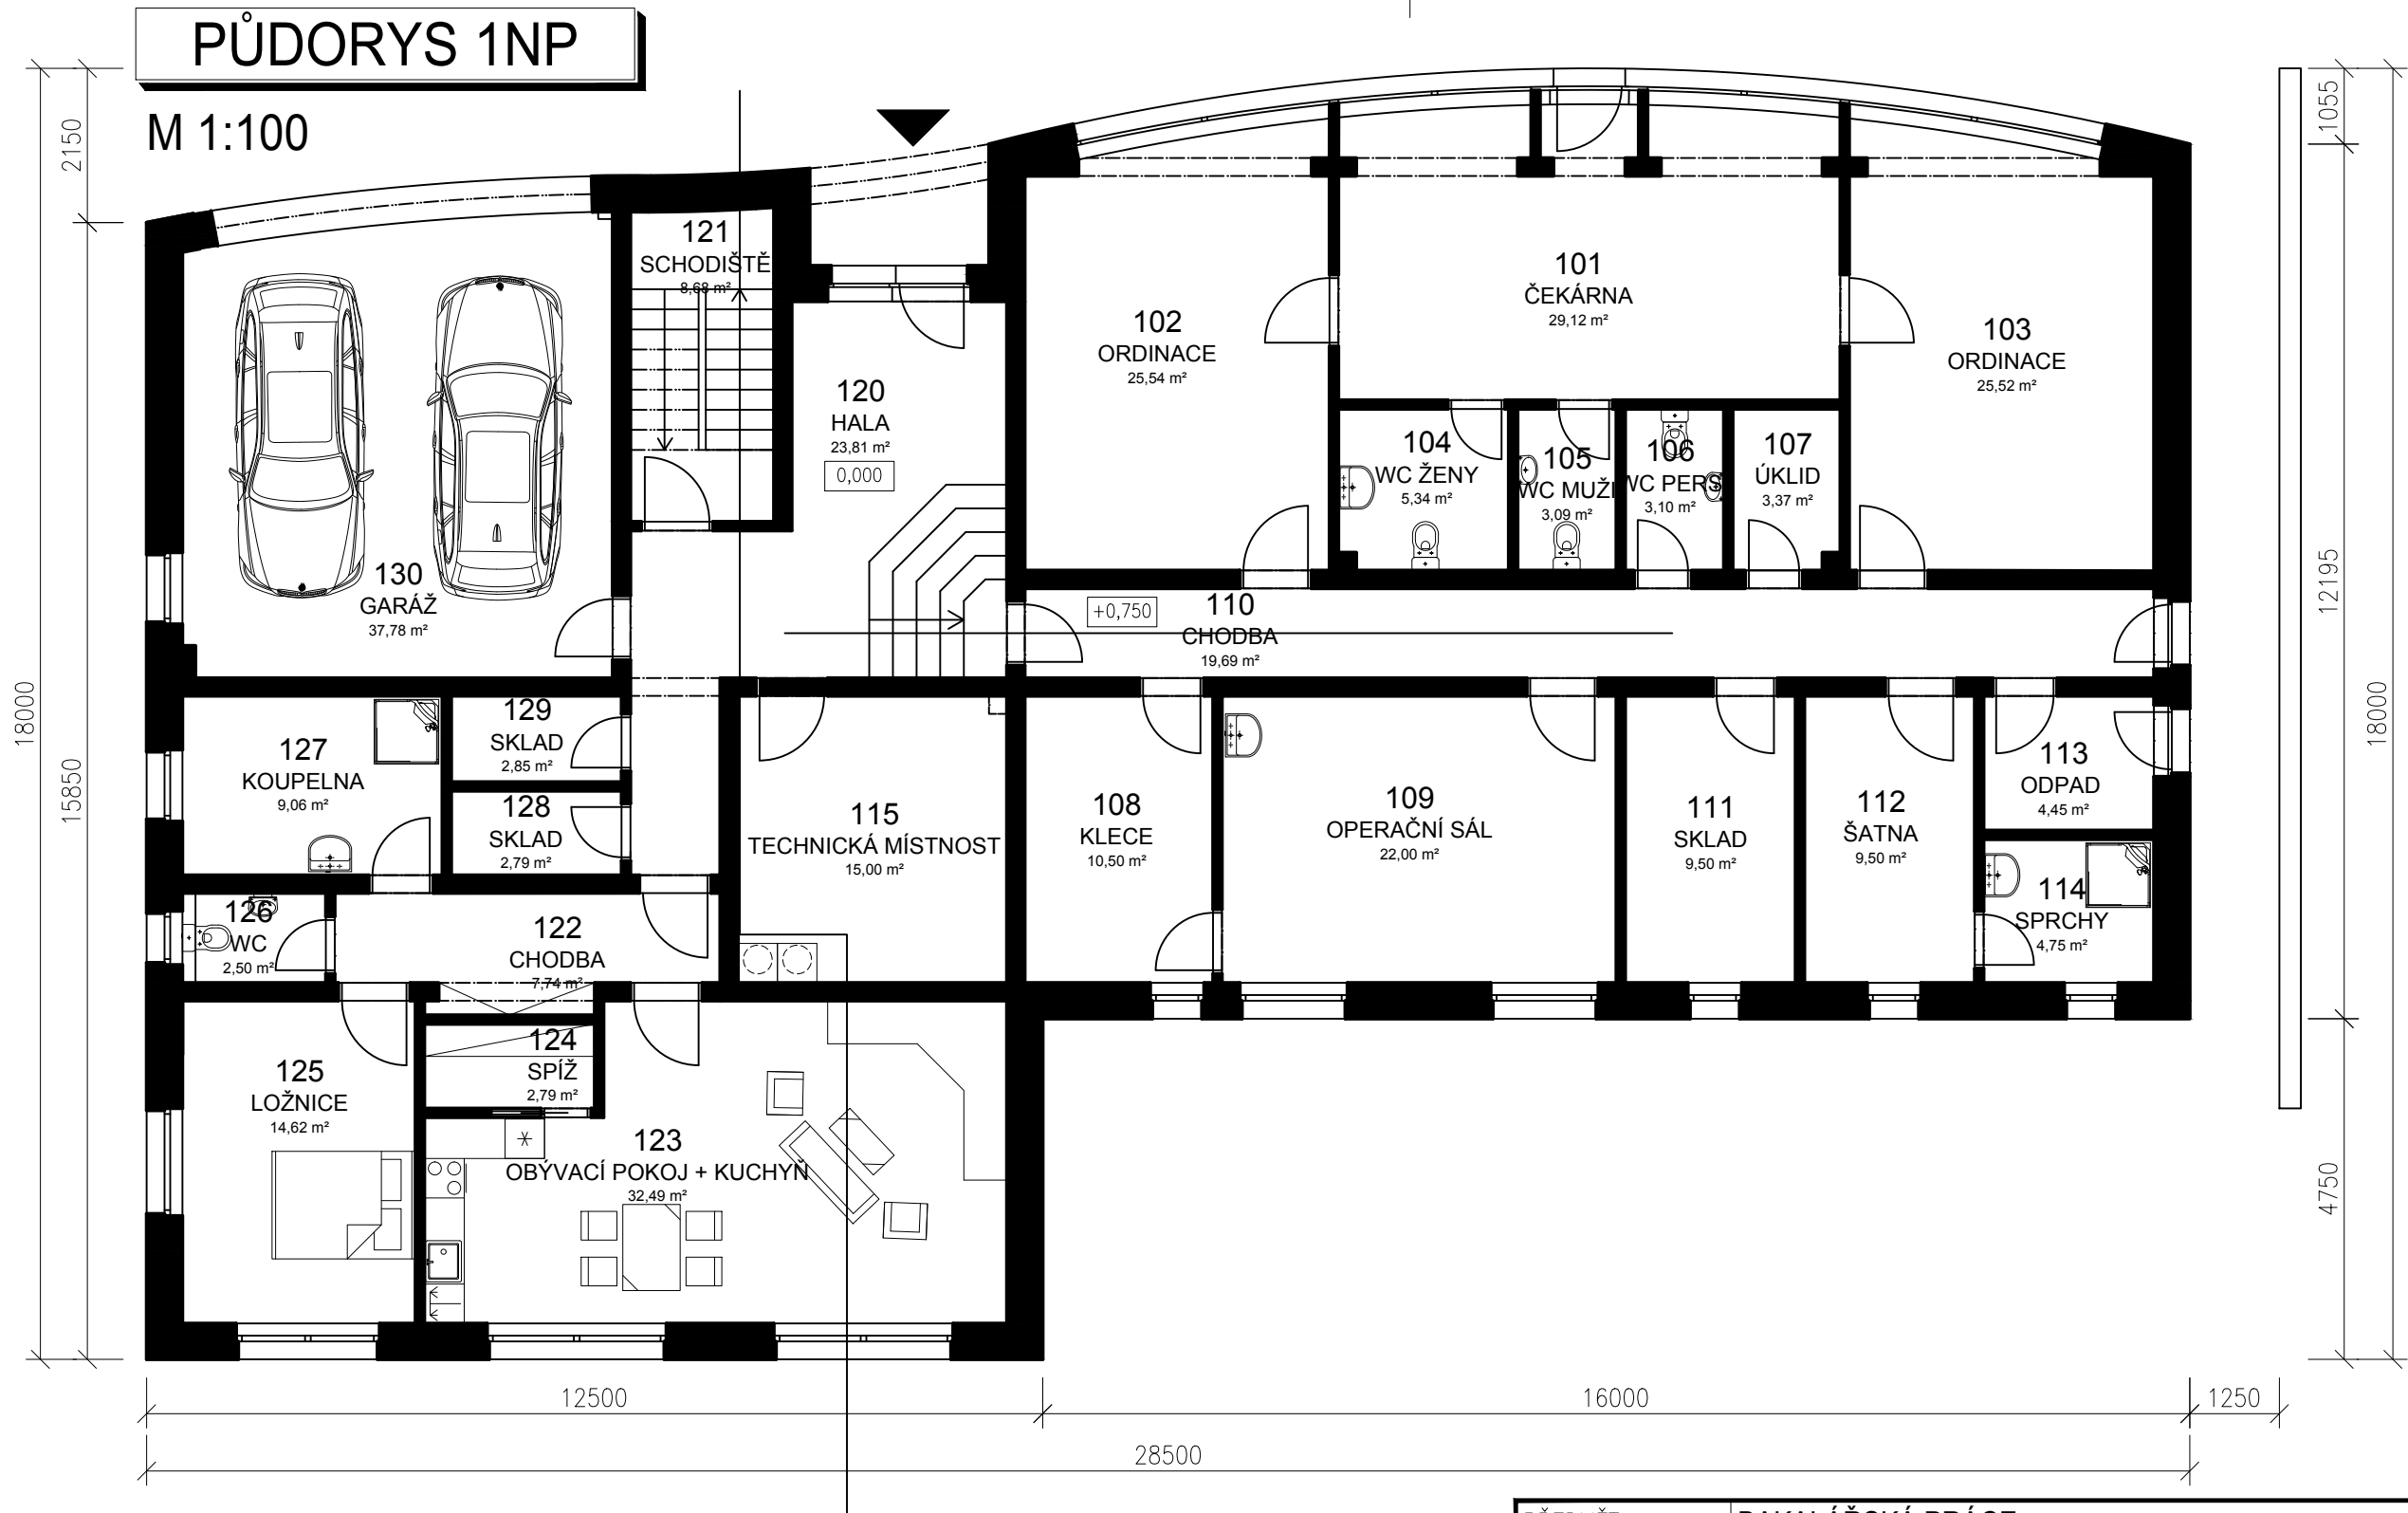 PŮDORYS 1NP
M 1:100
2150
18000
15850
1055
12195
18000
4750
121
SCHODIŠTĚ
8,68 m²
101
ČEKÁRNA
29,12 m²
102
ORDINACE
25,54 m²
103
ORDINACE
25,52 m²
120
HALA
23,81 m²
0,000
104
WC ŽENY
5,34 m²
105
WC MUŽI
3,09 m²
106
WC PERS
3,10 m²
107
ÚKLID
3,37 m²
130
GARÁŽ
37,78 m²
+0,750
110
CHODBA
19,69 m²
129
SKLAD
2,85 m²
127
KOUPELNA
9,06 m²
128
SKLAD
2,79 m²
115
TECHNICKÁ MÍSTNOST
15,00 m²
108
KLECE
10,50 m²
109
OPERAČNÍ SÁL
22,00 m²
111
SKLAD
9,50 m²
112
ŠATNA
9,50 m²
113
ODPAD
4,45 m²
114
SPRCHY
4,75 m²
126
WC
2,50 m²
122
CHODBA
7,74 m²
124
SPÍŽ
2,79 m²
125
LOŽNICE
14,62 m²
123
OBÝVACÍ POKOJ + KUCHYŇ
32,49 m²
12500
16000
1250
28500
BAKALÁŘSKÁ PRÁCE